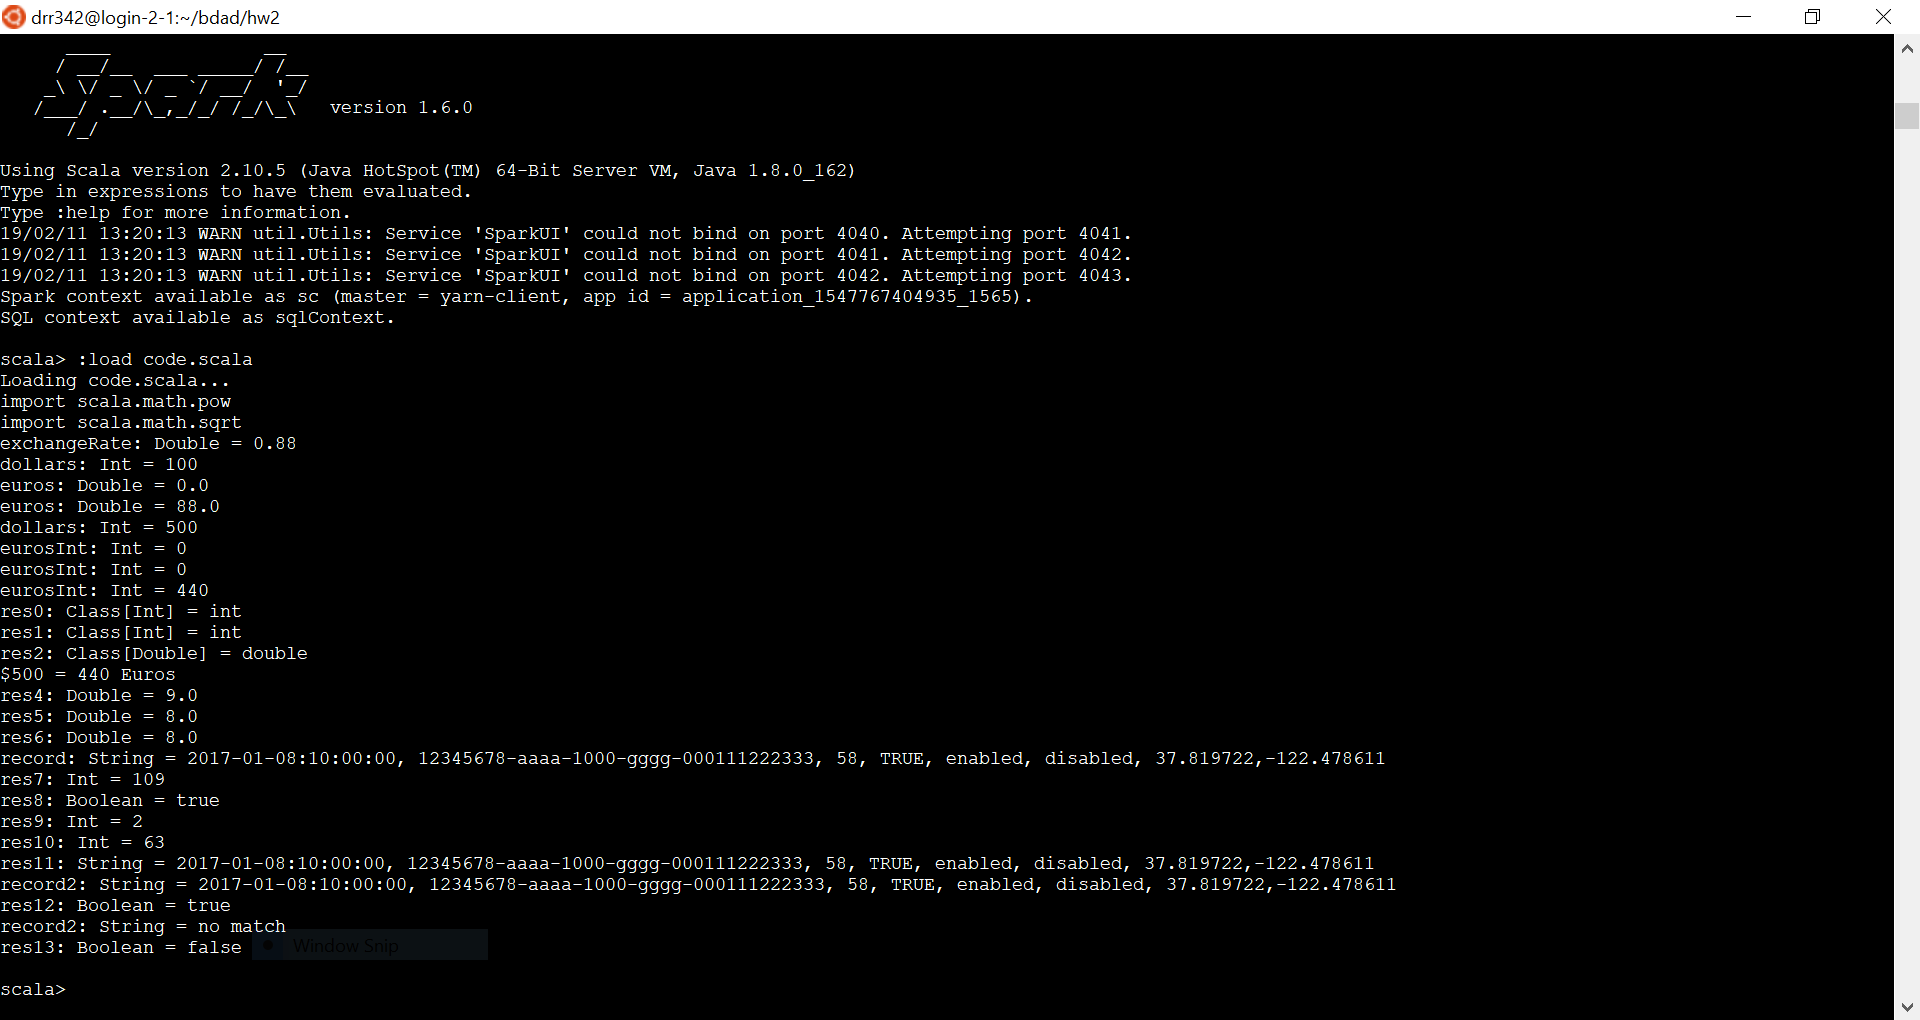 drr342@login-2-1:~/bdad/hw2
      ____              __
     / __/__  ___ _____/ /__
    _\ \/ _ \/ _ `/ __/  '_/
   /___/ .__/\_,_/_/ /_/\_\   version 1.6.0
      /_/
Using Scala version 2.10.5 (Java HotSpot(TM) 64-Bit Server VM, Java 1.8.0_162)
Type in expressions to have them evaluated.
Type :help for more information.
19/02/11 13:20:13 WARN util.Utils: Service 'SparkUI' could not bind on port 4040. Attempting port 4041.
19/02/11 13:20:13 WARN util.Utils: Service 'SparkUI' could not bind on port 4041. Attempting port 4042.
19/02/11 13:20:13 WARN util.Utils: Service 'SparkUI' could not bind on port 4042. Attempting port 4043.
Spark context available as sc (master = yarn-client, app id = application_1547767404935_1565).
SQL context available as sqlContext.
scala> :load code.scala
Loading code.scala...
import scala.math.pow
import scala.math.sqrt
exchangeRate: Double = 0.88
dollars: Int = 100
euros: Double = 0.0
euros: Double = 88.0
dollars: Int = 500
eurosInt: Int = 0
eurosInt: Int = 0
eurosInt: Int = 440
res0: Class[Int] = int
res1: Class[Int] = int
res2: Class[Double] = double
$500 = 440 Euros
res4: Double = 9.0
res5: Double = 8.0
res6: Double = 8.0
record: String = 2017-01-08:10:00:00, 12345678-aaaa-1000-gggg-000111222333, 58, TRUE, enabled, disabled, 37.819722,-122.478611
res7: Int = 109
res8: Boolean = true
res9: Int = 2
res10: Int = 63
res11: String = 2017-01-08:10:00:00, 12345678-aaaa-1000-gggg-000111222333, 58, TRUE, enabled, disabled, 37.819722,-122.478611
record2: String = 2017-01-08:10:00:00, 12345678-aaaa-1000-gggg-000111222333, 58, TRUE, enabled, disabled, 37.819722,-122.478611
res12: Boolean = true
record2: String = no match
res13: Boolean = false
Window Snip
scala>